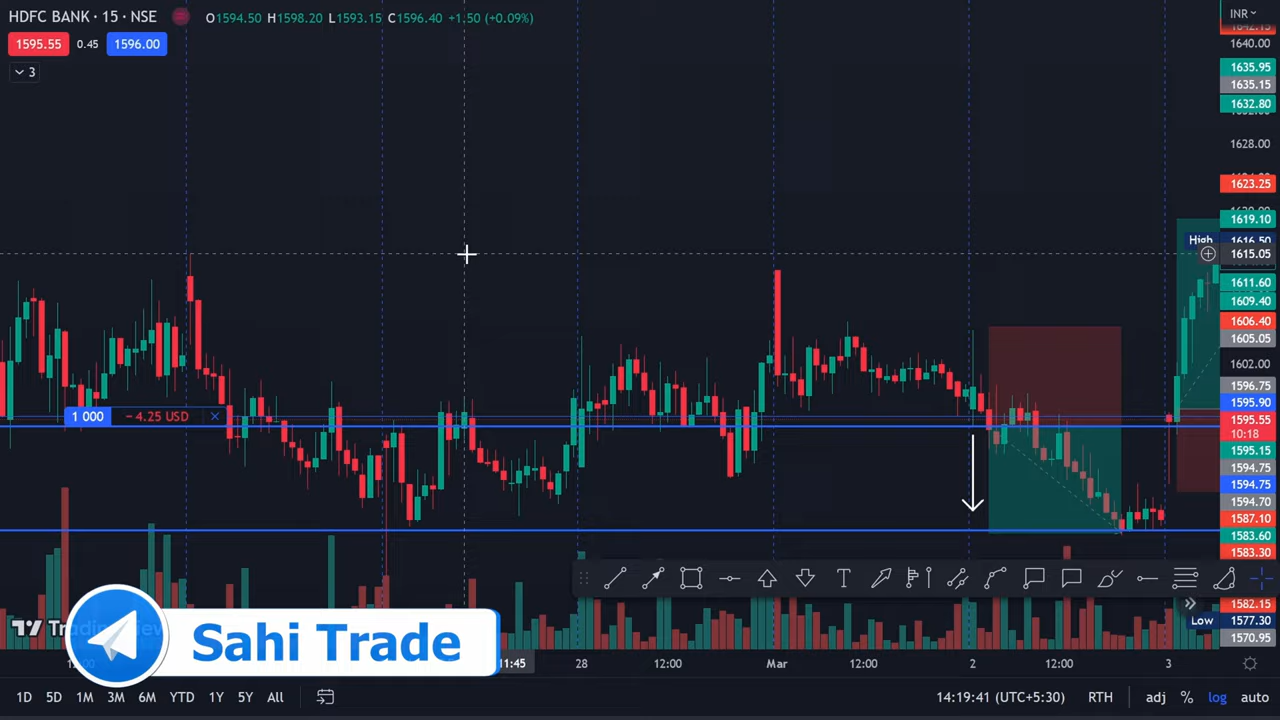 HDFC BANK · 15 · NSE
O1594.50 H1598.20 L1593.15 C1596.40 +1.50 (+0.09%)
INR
1595.55 0.45 1596.00
3
1642.15
1640.00
1635.95
1635.15
1632.80
1628.00
1623.25
1619.10
High 1616.50
1615.05
1611.60
1609.40
1606.40
1605.05
1602.00
1596.75
1595.90
1595.55
10:18
1595.15
1594.75
1594.75
1594.70
1587.10
1583.60
1583.30
1582.15
Low 1577.30
1570.95
1 000 − 4.25 USD
T
Sahi Trade
11:45 28 12:00 Mar 12:00 2 12:00 3
1D 5D 1M 3M 6M YTD 1Y 5Y All
14:19:41 (UTC+5:30) RTH adj % log auto